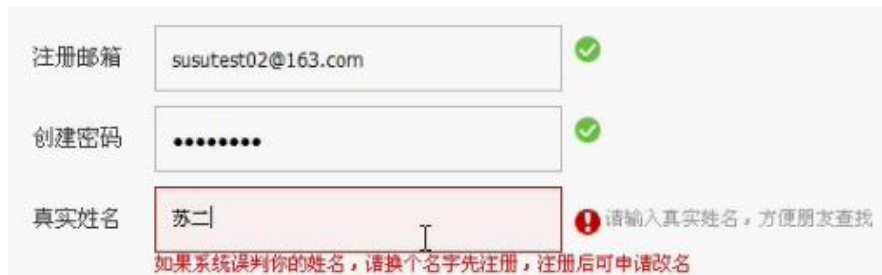 注册邮箱 susutest02@163.com
创建密码 ••••••••
真实姓名 苏二 请输入真实姓名，方便朋友查找
如果系统误判你的姓名，请换个名字先注册，注册后可申请改名